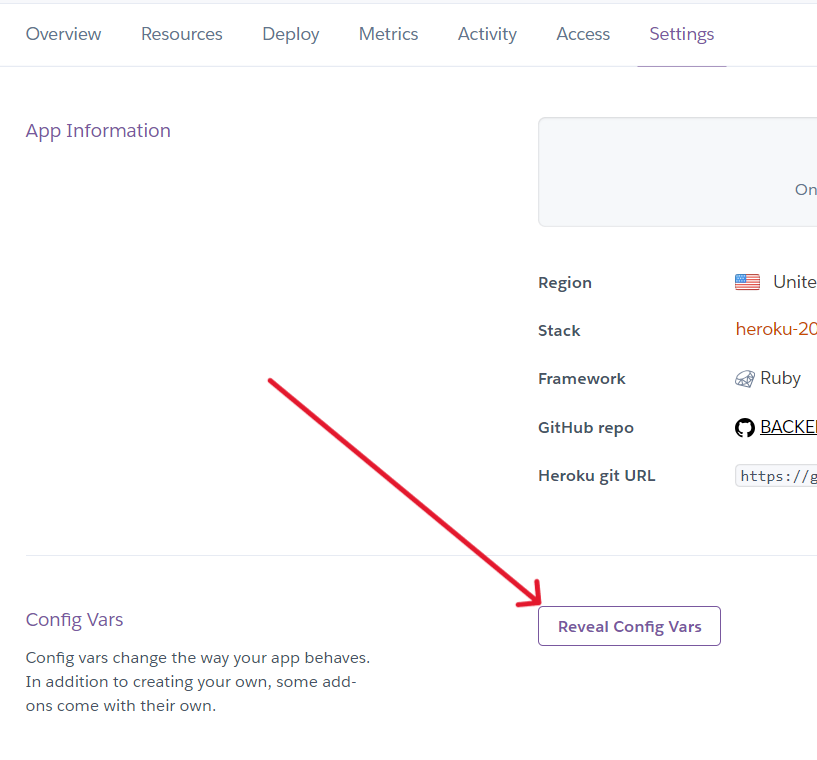 Overview Resources Deploy Metrics Activity Access Settings
App Information
On
Region Unite
Stack heroku-20
Framework Ruby
GitHub repo BACKE
Heroku git URL https://g
Config Vars Reveal Config Vars
Config vars change the way your app behaves.
In addition to creating your own, some add-
ons come with their own.